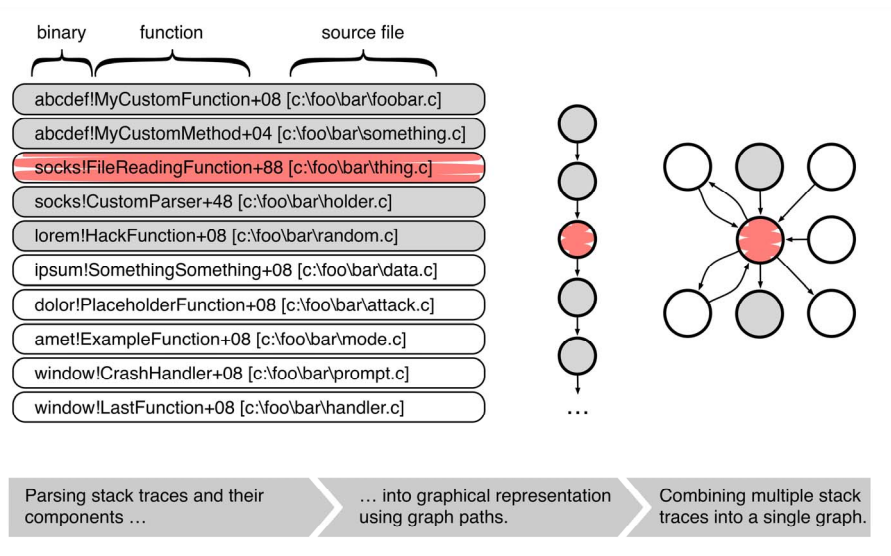 binary function source file
abcdef!MyCustomFunction+08 [c:\foo\bar\foobar.c]
abcdef!MyCustomMethod+04 [c:\foo\bar\something.c]
socks!FileReadingFunction+88 [c:\foo\bar\thing.c]
socks!CustomParser+48 [c:\foo\bar\holder.c]
lorem!HackFunction+08 [c:\foo\bar\random.c]
ipsum!SomethingSomething+08 [c:\foo\bar\data.c]
dolor!PlaceholderFunction+08 [c:\foo\bar\attack.c]
amet!ExampleFunction+08 [c:\foo\bar\mode.c]
window!CrashHandler+08 [c:\foo\bar\prompt.c]
window!LastFunction+08 [c:\foo\bar\handler.c]
...
Parsing stack traces and their
components …
… into graphical representation
using graph paths.
Combining multiple stack
traces into a single graph.